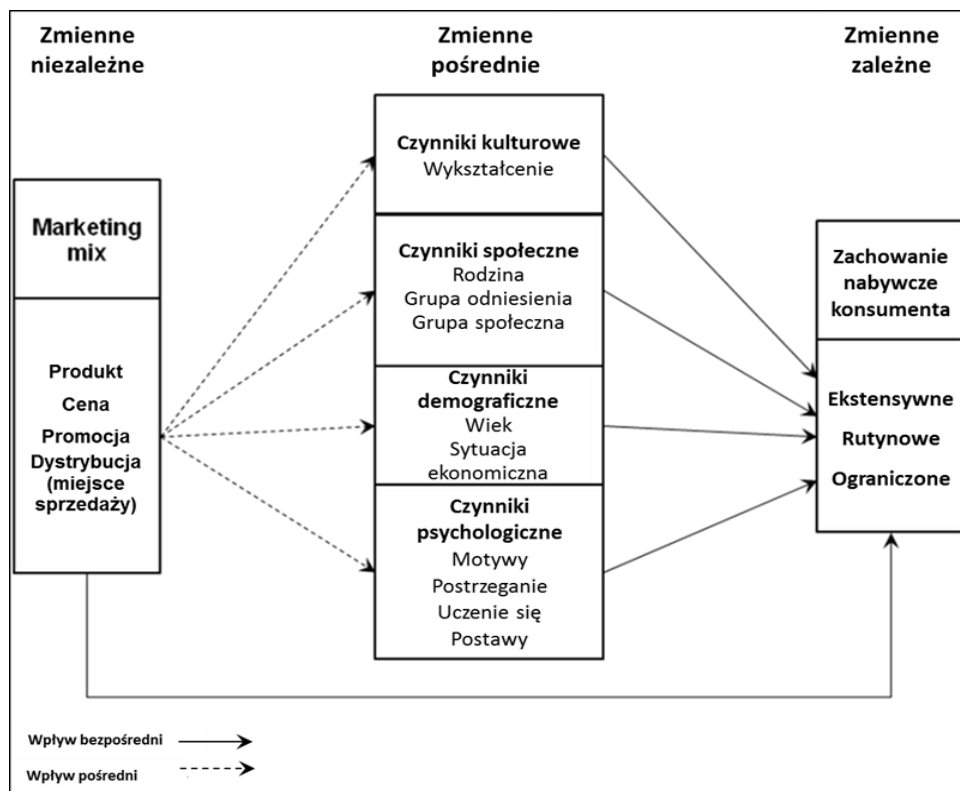 Zmienne
niezależne
Zmienne
pośrednie
Zmienne
zależne
Marketing
mix
Produkt
Cena
Promocja
Dystrybucja
(miejsce
sprzedaży)
Czynniki kulturowe
Wykształcenie
Czynniki społeczne
Rodzina
Grupa odniesienia
Grupa społeczna
Czynniki
demograficzne
Wiek
Sytuacja
ekonomiczna
Czynniki
psychologiczne
Motywy
Postrzeganie
Uczenie się
Postawy
Zachowanie
nabywcze
konsumenta
Ekstensywne
Rutynowe
Ograniczone
Wpływ bezpośredni
Wpływ pośredni